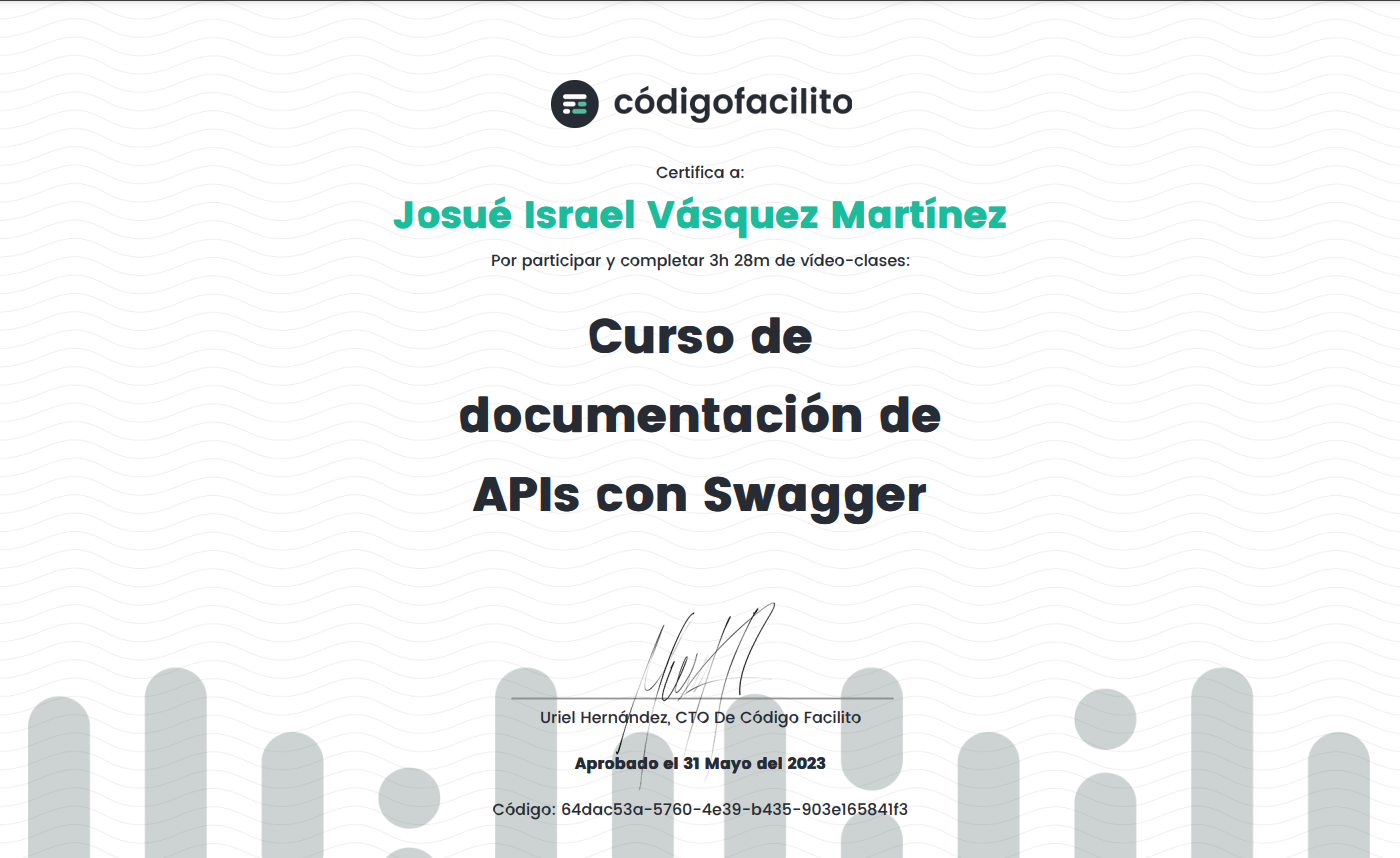 códigofacilito
Certifica a:
Josué Israel Vásquez Martínez
Por participar y completar 3h 28m de vídeo-clases:
Curso de
documentación de
APIs con Swagger
Uriel Hernández, CTO De Código Facilito
Aprobado el 31 Mayo del 2023
Código: 64dac53a-5760-4e39-b435-903e165841f3